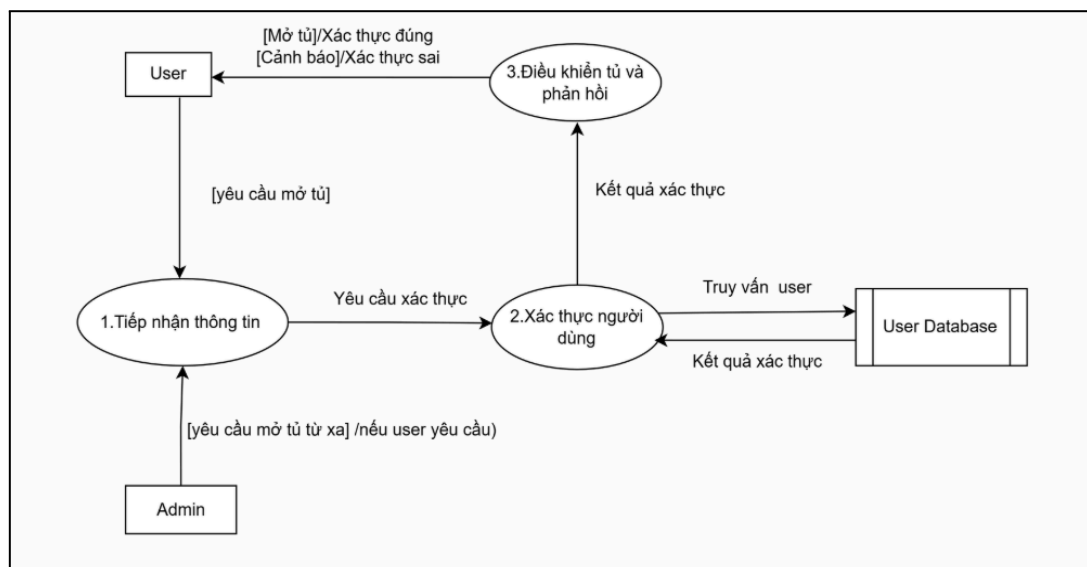 [Mở tủ]/Xác thực đúng
[Cảnh báo]/Xác thực sai
User
3.Điều khiển tủ và
phản hồi
[yêu cầu mở tủ]
Kết quả xác thực
1.Tiếp nhận thông tin
Yêu cầu xác thực
2.Xác thực người
dùng
Truy vấn user
User Database
Kết quả xác thực
[yêu cầu mở tủ từ xa] /nếu user yêu cầu)
Admin